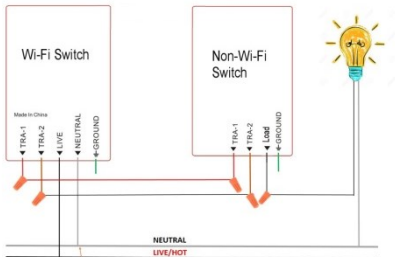 Wi-Fi Switch
Made In China
TRA-1
TRA-2
LIVE
NEUTRAL
GROUND
Non-Wi-Fi
Switch
TRA-1
TRA-2
Load
GROUND
NEUTRAL
LIVE/HOT